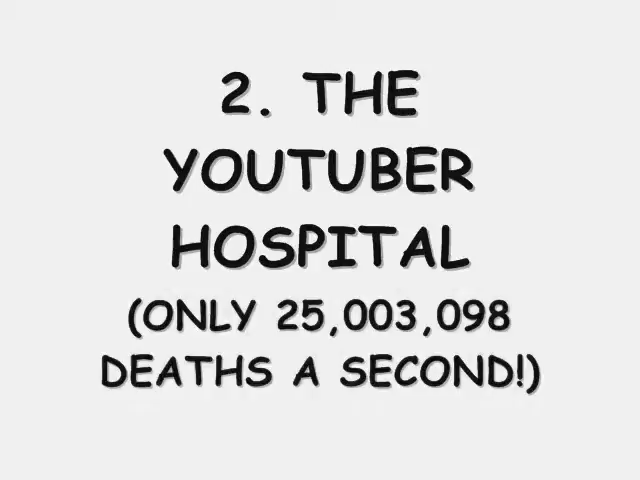 2. THE
YOUTUBER
HOSPITAL
(ONLY 25,003,098
DEATHS A SECOND!)